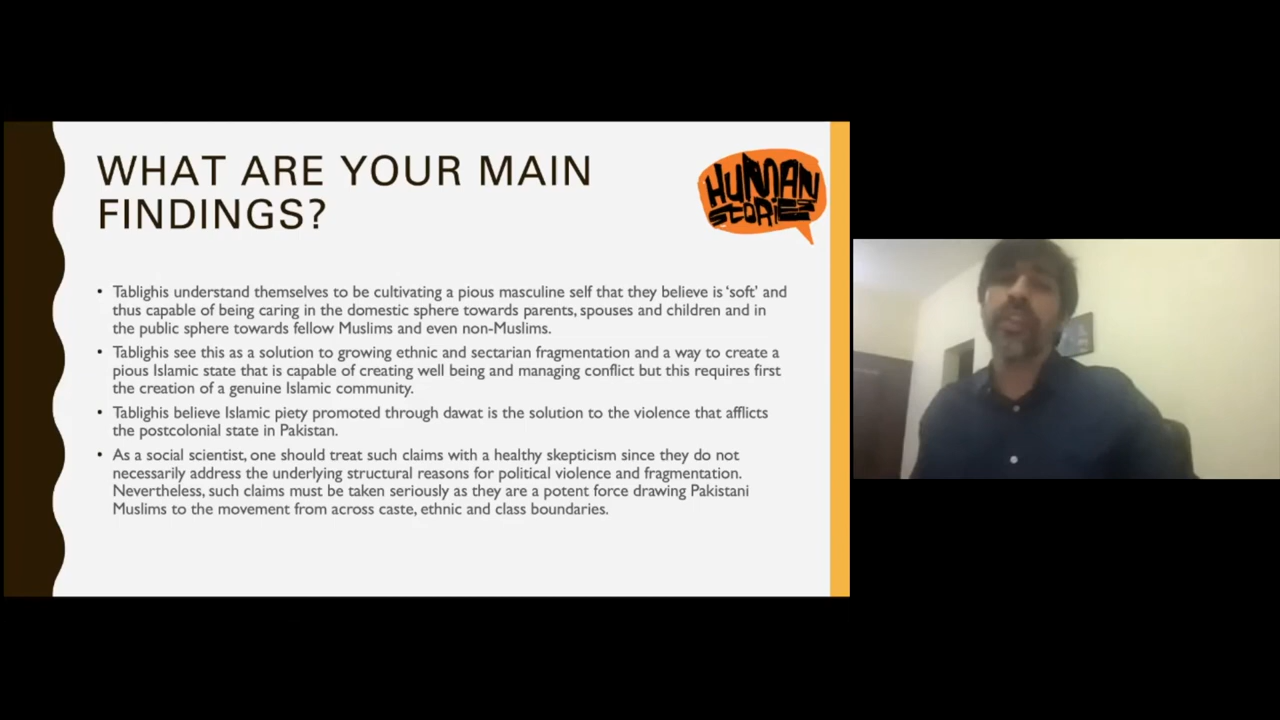 WHAT ARE YOUR MAIN
FINDINGS?
HUMAN
STORIES
• Tablighis understand themselves to be cultivating a pious masculine self that they believe is ‘soft’ and
thus capable of being caring in the domestic sphere towards parents, spouses and children and in
the public sphere towards fellow Muslims and even non-Muslims.
• Tablighis see this as a solution to growing ethnic and sectarian fragmentation and a way to create a
pious Islamic state that is capable of creating well being and managing conflict but this requires first
the creation of a genuine Islamic community.
• Tablighis believe Islamic piety promoted through dawat is the solution to the violence that afflicts
the postcolonial state in Pakistan.
• As a social scientist, one should treat such claims with a healthy skepticism since they do not
necessarily address the underlying structural reasons for political violence and fragmentation.
Nevertheless, such claims must be taken seriously as they are a potent force drawing Pakistani
Muslims to the movement from across caste, ethnic and class boundaries.